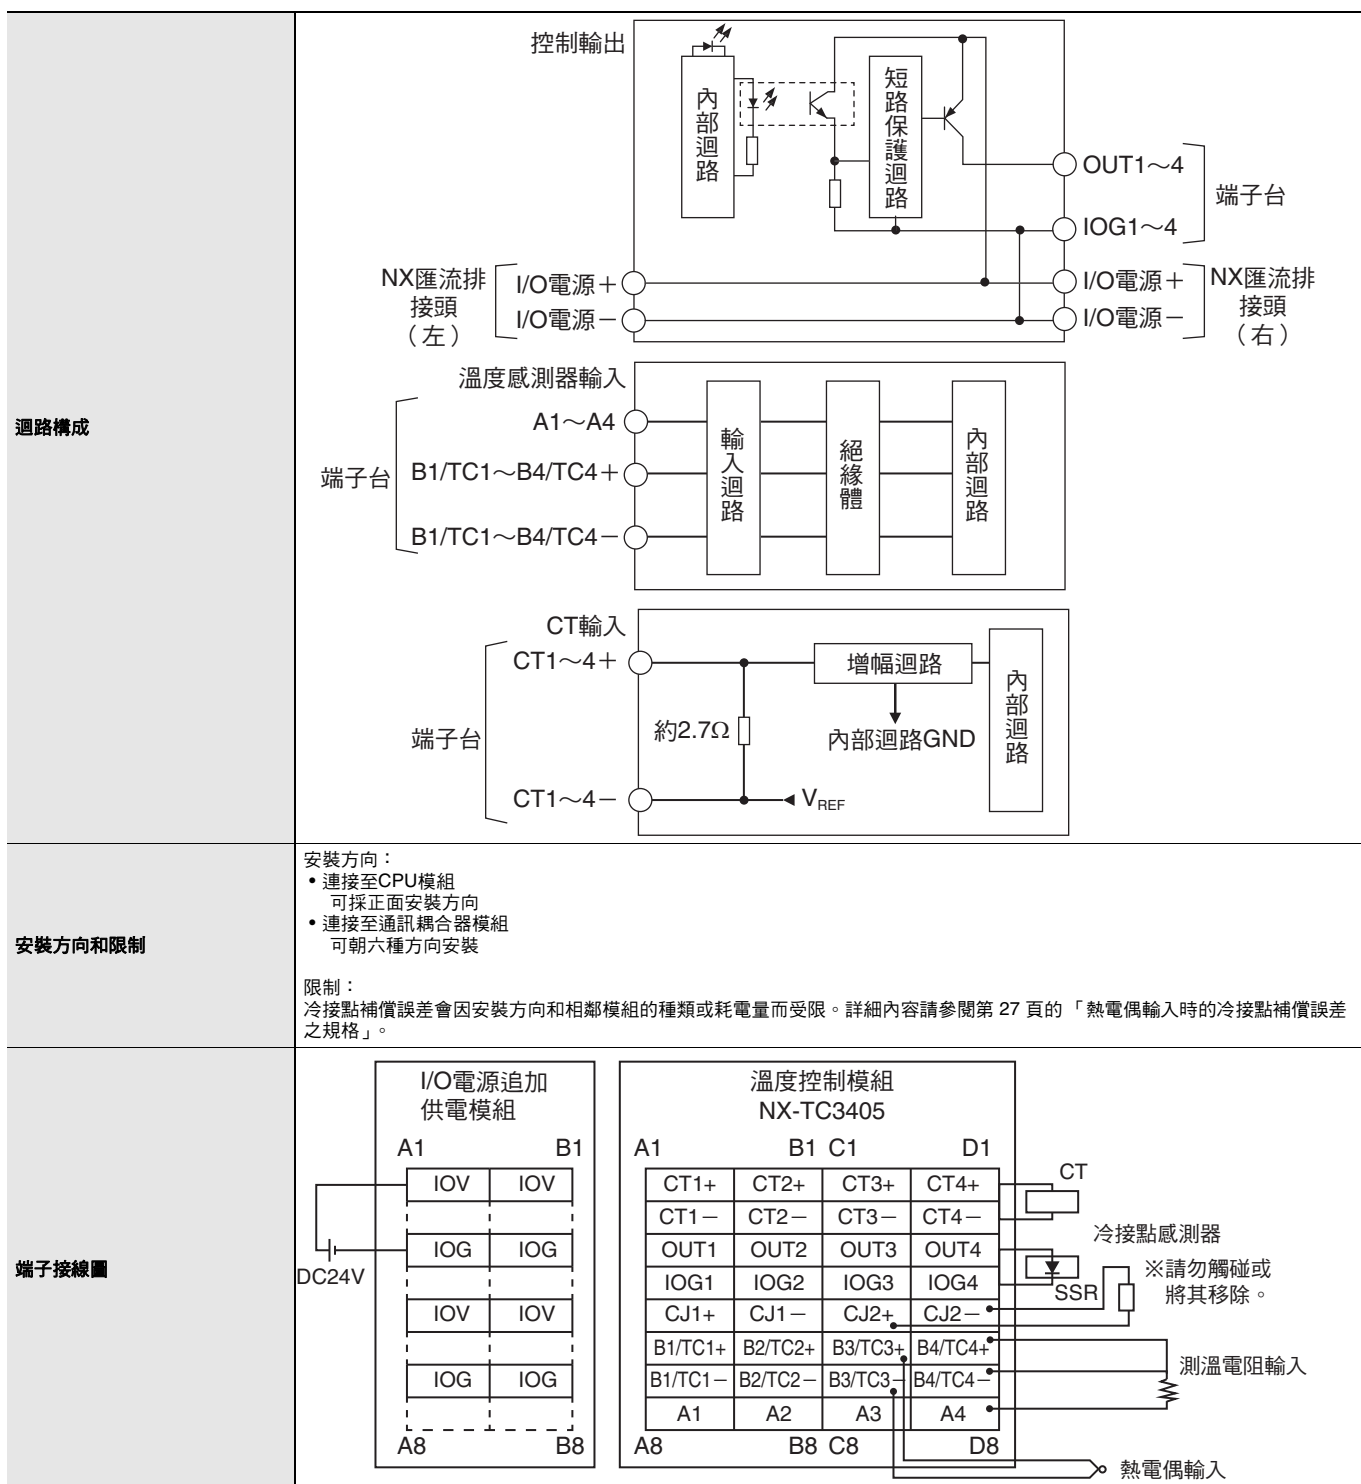 迴路構成
控制輸出
內部迴路
短路保護迴路
OUT1～4
IOG1～4
端子台
NX匯流排
接頭
（左）
I/O電源＋
I/O電源－
I/O電源＋
I/O電源－
NX匯流排
接頭
（右）
溫度感測器輸入
端子台
A1～A4
B1/TC1～B4/TC4＋
B1/TC1～B4/TC4－
輸入迴路
絕緣體
內部迴路
CT輸入
端子台
CT1～4＋
CT1～4－
約2.7Ω
增幅迴路
內部迴路GND
VREF
內部迴路
安裝方向和限制
安裝方向：
• 連接至CPU模組
可採正面安裝方向
• 連接至通訊耦合器模組
可朝六種方向安裝
限制：
冷接點補償誤差會因安裝方向和相鄰模組的種類或耗電量而受限。詳細內容請參閱第 27 頁的「熱電偶輸入時的冷接點補償誤差
之規格」。
端子接線圖
I/O電源追加
供電模組
A1 B1
IOV IOV
IOG IOG
IOV IOV
IOG IOG
A8 B8
DC24V
溫度控制模組
NX-TC3405
A1 B1 C1 D1
CT1+ CT2+ CT3+ CT4+
CT1－ CT2－ CT3－ CT4－
OUT1 OUT2 OUT3 OUT4
IOG1 IOG2 IOG3 IOG4
CJ1+ CJ1－ CJ2+ CJ2－
B1/TC1+ B2/TC2+ B3/TC3+ B4/TC4+
B1/TC1－ B2/TC2－ B3/TC3－ B4/TC4－
A1 A2 A3 A4
A8 B8 C8 D8
CT
SSR
冷接點感測器
※請勿觸碰或
將其移除。
測溫電阻輸入
熱電偶輸入